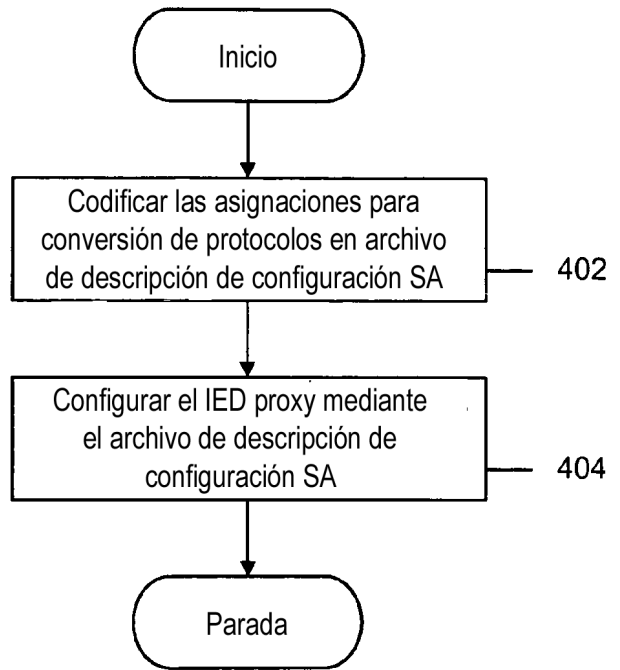 Inicio
Codificar las asignaciones para
conversión de protocolos en archivo
de descripción de configuración SA
402
Configurar el IED proxy mediante
el archivo de descripción de
configuración SA
404
Parada